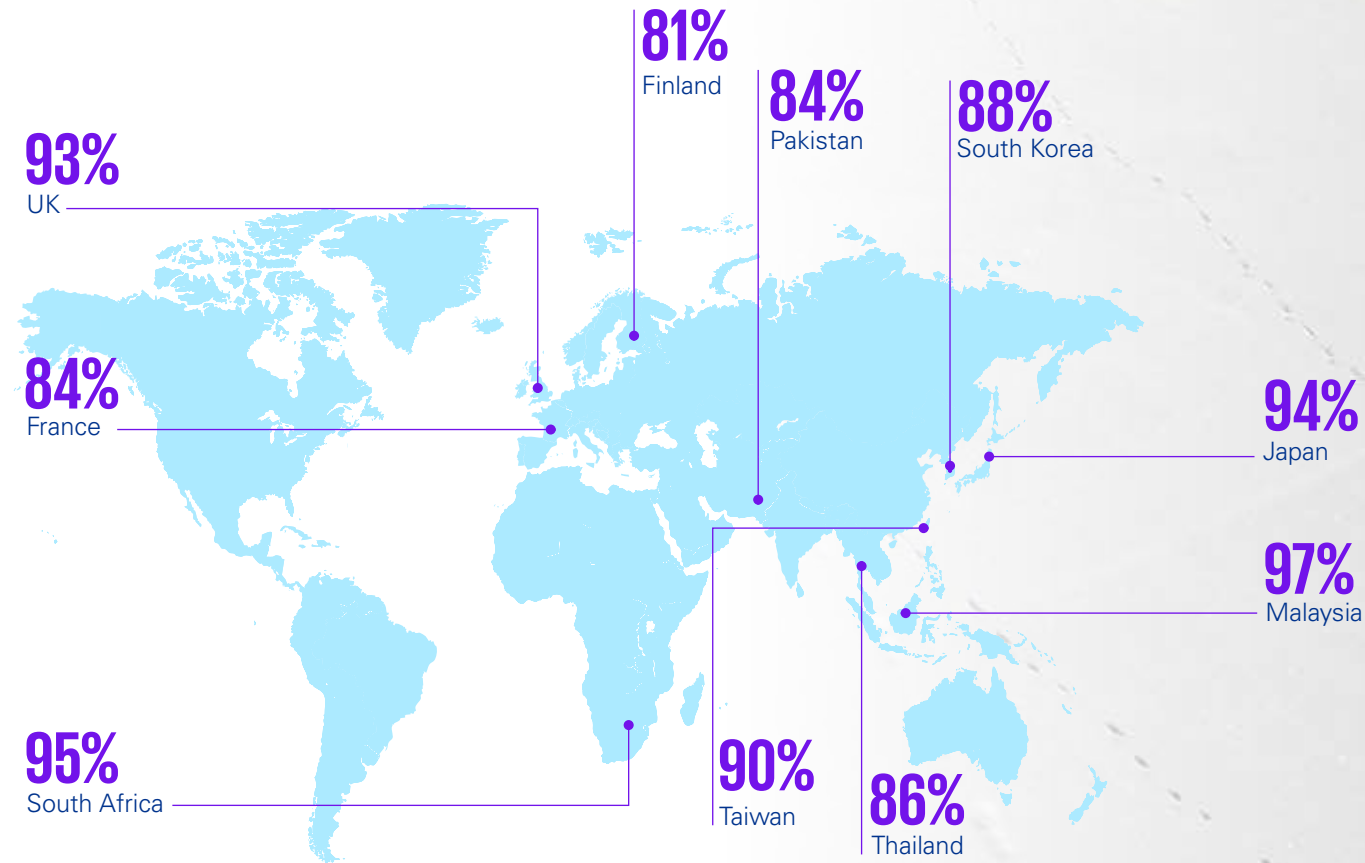 81%
Finland
84%
Pakistan
88%
South Korea
93%
UK
84%
France
94%
Japan
97%
Malaysia
95%
South Africa
90%
Taiwan
86%
Thailand